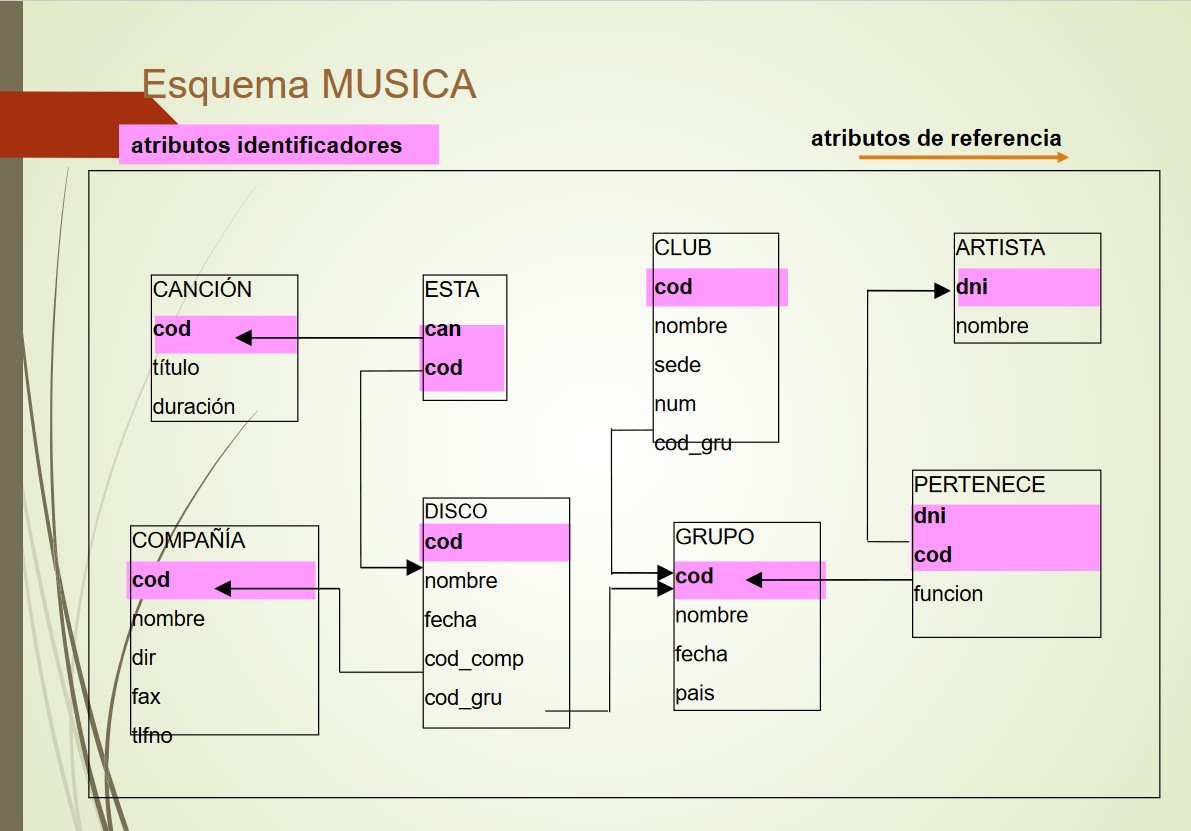 Esquema MUSICA
atributos identificadores
atributos de referencia
CANCIÓN
cod
título
duración
ESTA
can
cod
CLUB
cod
nombre
sede
num
cod_gru
ARTISTA
dni
nombre
COMPAÑÍA
cod
nombre
dir
fax
tlfno
DISCO
cod
nombre
fecha
cod_comp
cod_gru
GRUPO
cod
nombre
fecha
pais
PERTENECE
dni
cod
funcion